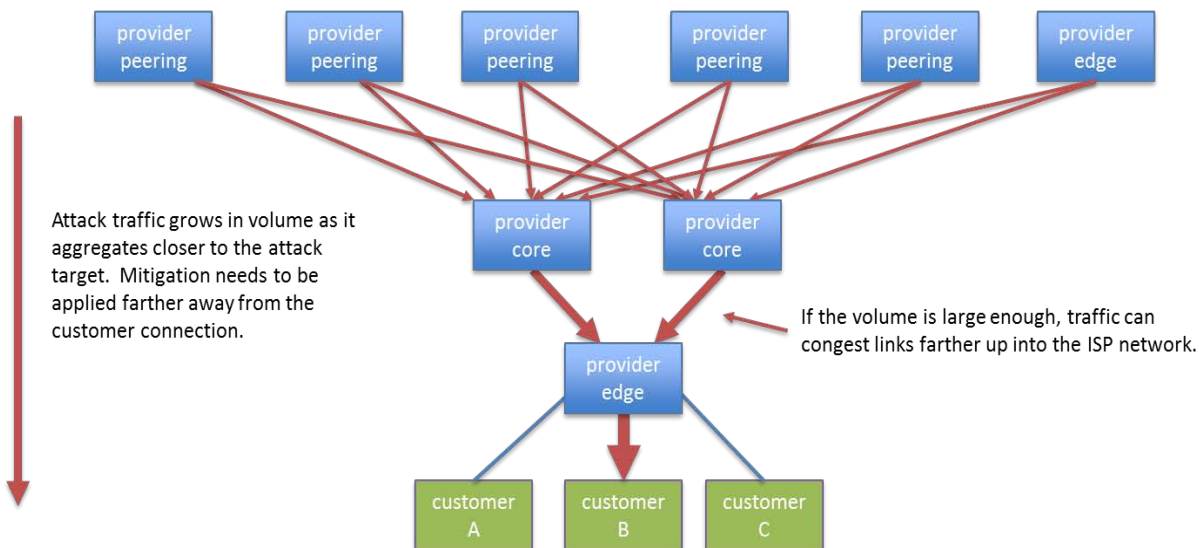 provider
peering
provider
peering
provider
peering
provider
peering
provider
peering
provider
edge
provider
core
provider
core
Attack traffic grows in volume as it
aggregates closer to the attack
target. Mitigation needs to be
applied farther away from the
customer connection.
If the volume is large enough, traffic can
congest links farther up into the ISP network.
provider
edge
customer
A
customer
B
customer
C